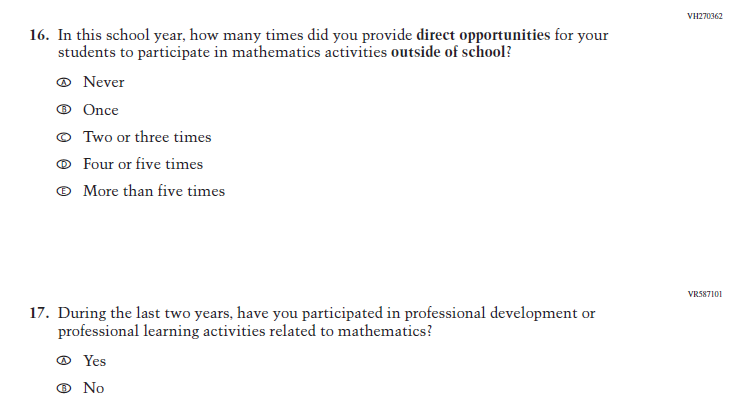 VH270362
16. In this school year, how many times did you provide direct opportunities for your
students to participate in mathematics activities outside of school?
A Never
B Once
C Two or three times
D Four or five times
E More than five times
VR587101
17. During the last two years, have you participated in professional development or
professional learning activities related to mathematics?
A Yes
B No